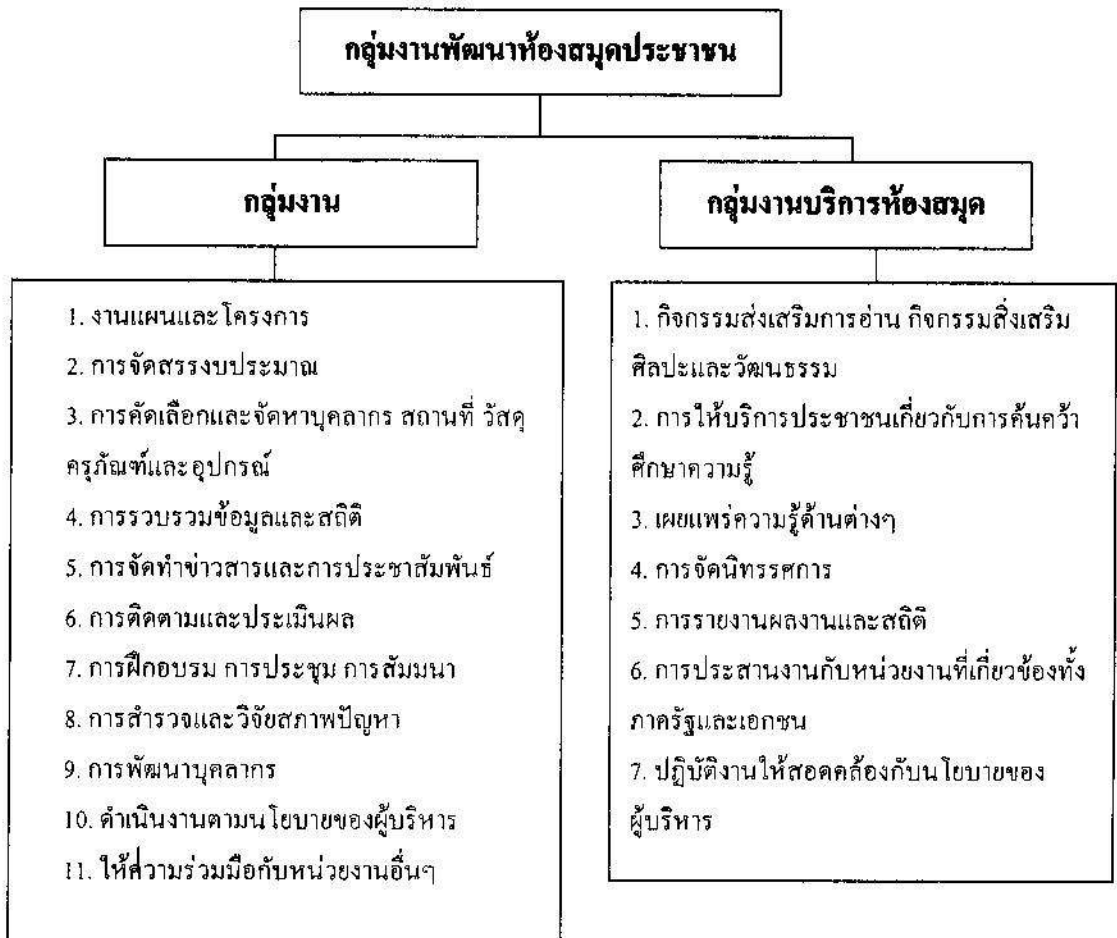 กลุ่มงานพัฒนาห้องสมุดประชาชน
กลุ่มงาน
1. งานแผนและโครงการ
2. การจัดสรรงบประมาณ
3. การคัดเลือกและจัดหาบุคลากร สถานที่ วัสดุ
ครุภัณฑ์และอุปกรณ์
4. การรวบรวมข้อมูลและสถิติ
5. การจัดทำข่าวสารและการประชาสัมพันธ์
6. การติดตามและประเมินผล
7. การฝึกอบรม การประชุม การสัมมนา
8. การสำรวจและวิจัยสภาพปัญหา
9. การพัฒนาบุคลากร
10. ดำเนินงานตามนโยบายของผู้บริหาร
11. ให้ความร่วมมือกับหน่วยงานอื่นๆ
กลุ่มงานบริการห้องสมุด
1. กิจกรรมส่งเสริมการอ่าน กิจกรรมสิ่งเสริม
ศิลปะและวัฒนธรรม
2. การให้บริการประชาชนเกี่ยวกับการค้นคว้า
ศึกษาความรู้
3. เผยแพร่ความรู้ด้านต่างๆ
4. การจัดนิทรรศการ
5. การรายงานผลงานและสถิติ
6. การประสานงานกับหน่วยงานที่เกี่ยวข้องทั้ง
ภาครัฐและเอกชน
7. ปฏิบัติงานให้สอดคล้องกับนโยบายของ
ผู้บริหาร